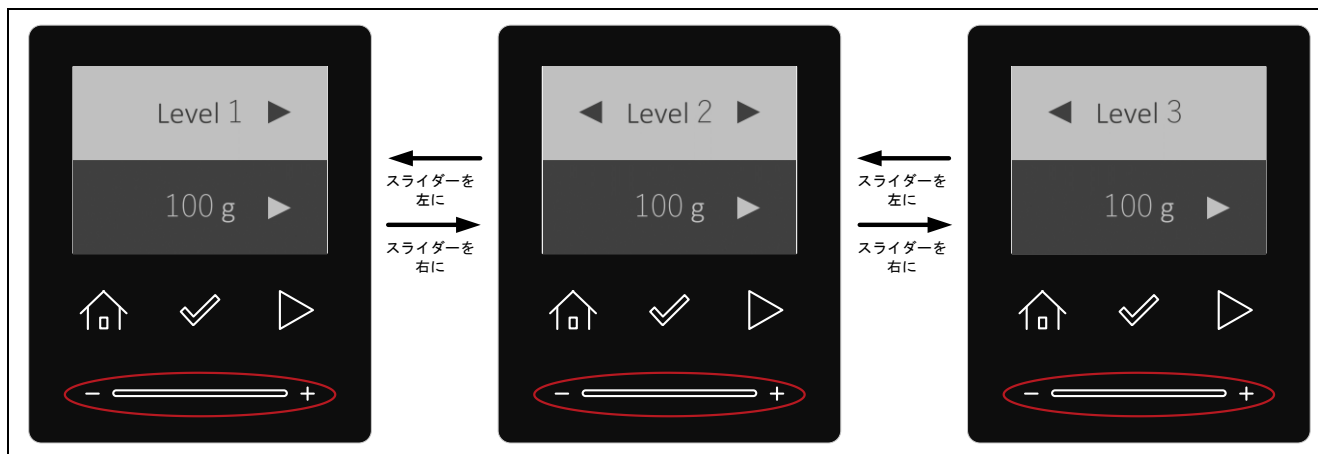 Level 1
100 g
スライダーを
左に
スライダーを
右に
Level 2
100 g
スライダーを
左に
スライダーを
右に
Level 3
100 g
− +
− +
− +